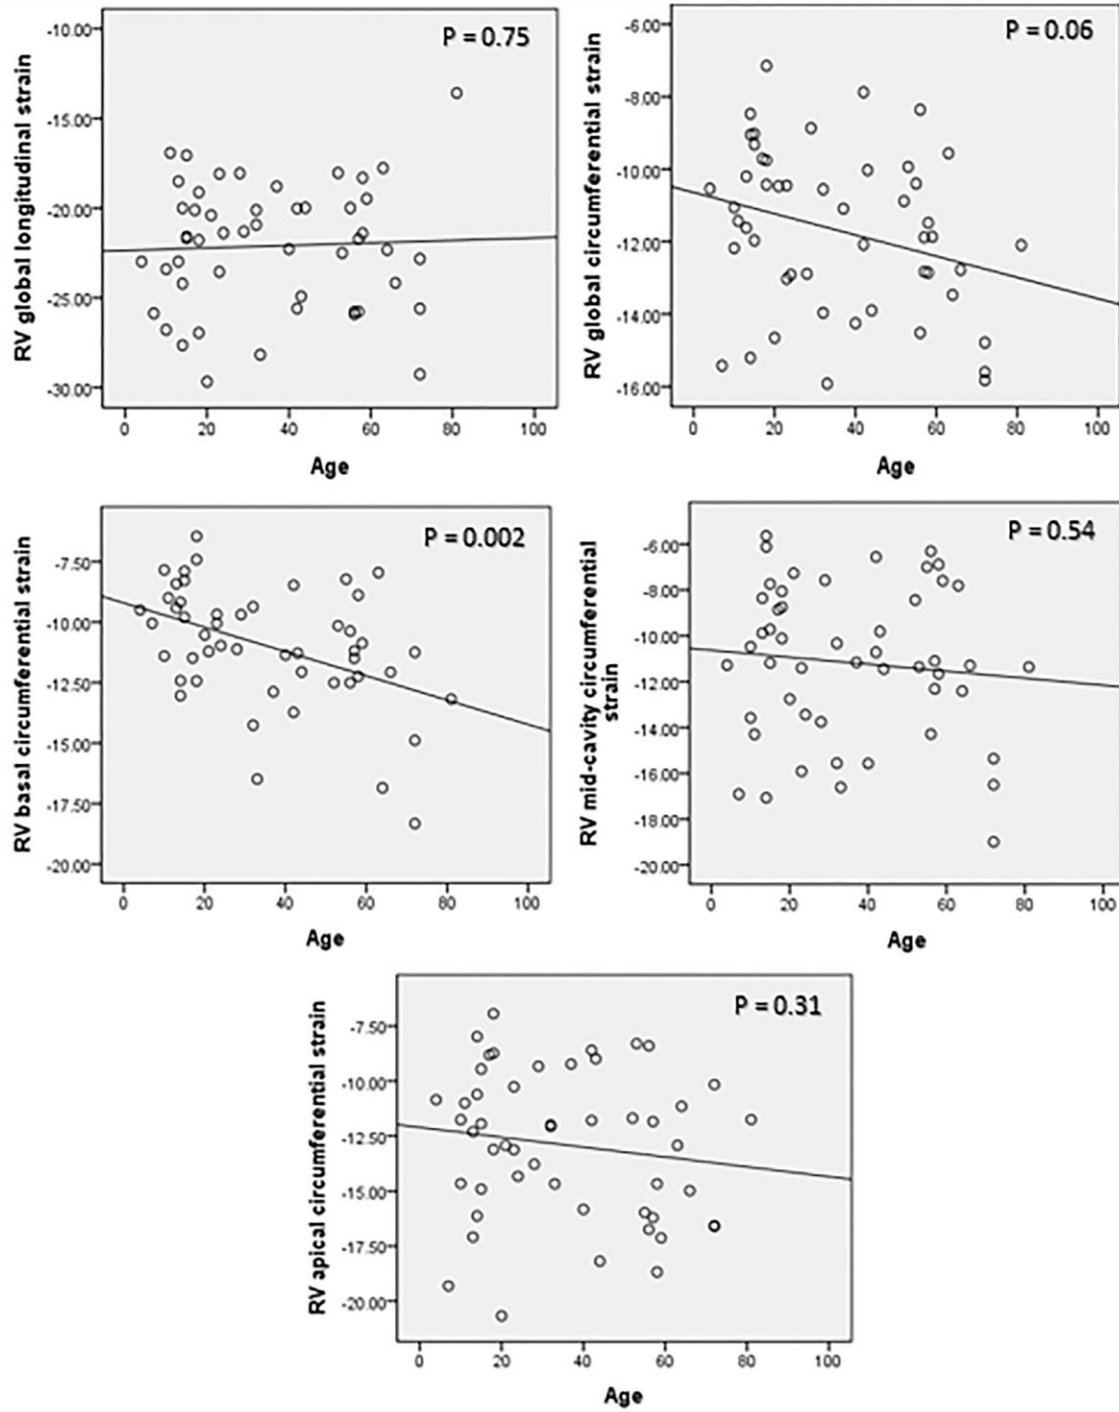 P = 0.75
RV global longitudinal strain
-10.00
-15.00
-20.00
-25.00
-30.00
0 20 40 60 80 100
Age
P = 0.06
RV global circumferential strain
-6.00
-8.00
-10.00
-12.00
-14.00
-16.00
0 20 40 60 80 100
Age
P = 0.002
RV basal circumferential strain
-7.50
-10.00
-12.50
-15.00
-17.50
-20.00
0 20 40 60 80 100
Age
P = 0.54
RV mid-cavity circumferential
strain
-6.00
-8.00
-10.00
-12.00
-14.00
-16.00
-18.00
-20.00
0 20 40 60 80 100
Age
P = 0.31
RV apical circumferential strain
-7.50
-10.00
-12.50
-15.00
-17.50
-20.00
0 20 40 60 80 100
Age